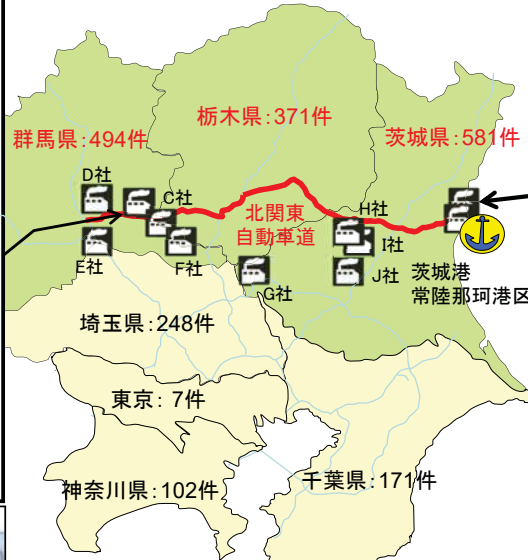 栃木県:371件
群馬県:494件
茨城県:581件
D社
C社
H社
北関東
自動車道
I社
E社
F社
G社
J社
茨城港
常陸那珂港区
埼玉県:248件
東京: 7件
神奈川県:102件
千葉県:171件